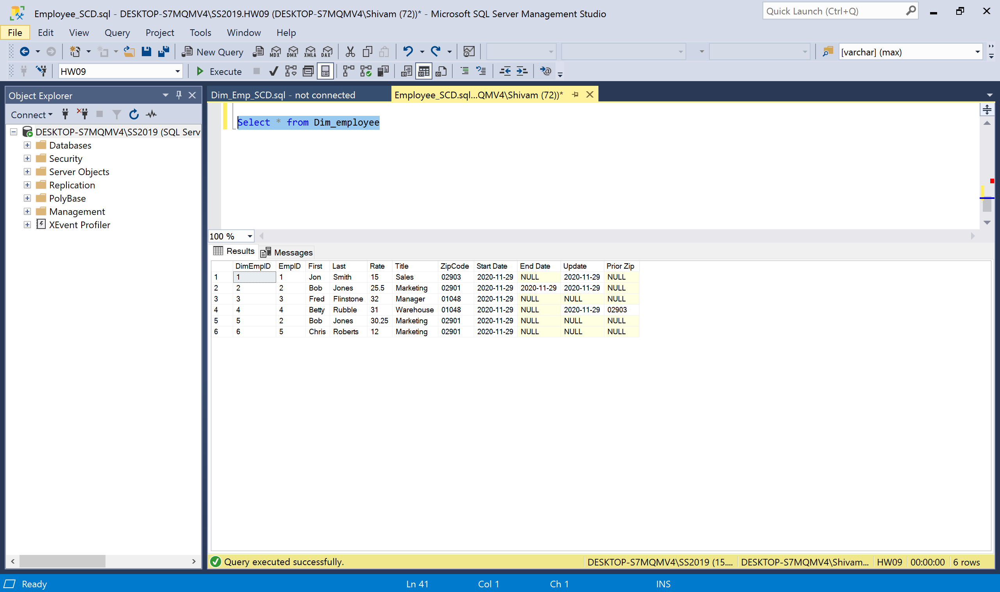 Employee_SCD.sql - DESKTOP-S7MQMV4\SS2019.HW09 (DESKTOP-S7MQMV4\Shivam (72))* - Microsoft SQL Server Management Studio
Quick Launch (Ctrl+Q)
File Edit View Query Project Tools Window Help
New Query MDX DMX XMLA DAX [varchar] (max)
HW09 Execute
Object Explorer
Connect
DESKTOP-S7MQMV4\SS2019 (SQL Serv
Databases
Security
Server Objects
Replication
PolyBase
Management
XEvent Profiler
Dim_Emp_SCD.sql - not connected Employee_SCD.sql...QMV4\Shivam (72))*
Select * from Dim_employee
100 %
Results Messages
DimEmpID EmpID First Last Rate Title ZipCode Start Date End Date Update Prior Zip
1 1 1 Jon Smith 15 Sales 02903 2020-11-29 NULL 2020-11-29 NULL
2 2 2 Bob Jones 25.5 Marketing 02901 2020-11-29 2020-11-29 2020-11-29 NULL
3 3 3 Fred Flinstone 32 Manager 01048 2020-11-29 NULL NULL NULL
4 4 4 Betty Rubble 31 Warehouse 01048 2020-11-29 NULL 2020-11-29 02903
5 5 2 Bob Jones 30.25 Marketing 02901 2020-11-29 NULL NULL NULL
6 6 5 Chris Roberts 12 Marketing 02901 2020-11-29 NULL NULL NULL
Query executed successfully. DESKTOP-S7MQMV4\SS2019 (15.... DESKTOP-S7MQMV4\Shivam... HW09 00:00:00 6 rows
Ready Ln 41 Col 1 Ch 1 INS